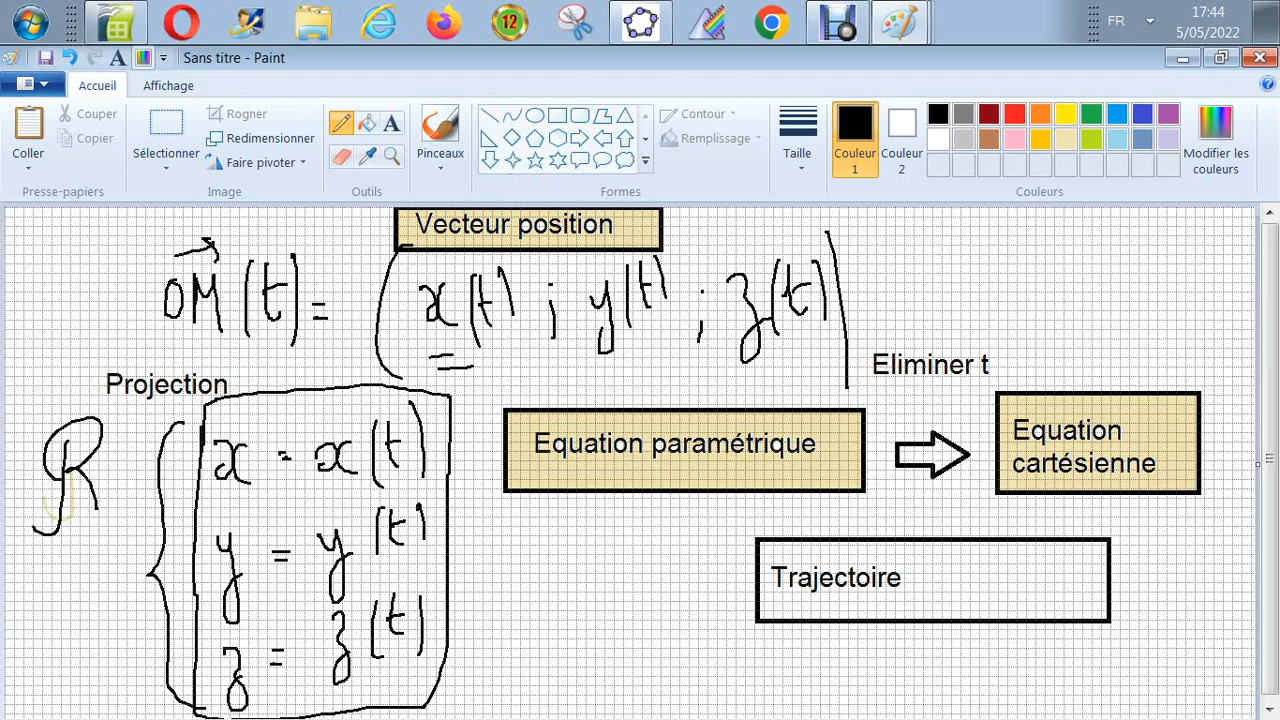 12
FR
17:44
5/05/2022
Sans titre - Paint
Accueil
Affichage
Coller
Couper
Copier
Presse-papiers
Sélectionner
Rogner
Redimensionner
Faire pivoter
Image
A
Outils
Pinceaux
Formes
Contour
Remplissage
Taille
Couleur 1
Couleur 2
Modifier les couleurs
Couleurs
Vecteur position
OM(t) = (x(t) ; y(t) ; z(t))
Eliminer t
Projection
R
x = x(t)
y = y(t)
z = z(t)
Equation paramétrique
Equation
cartésienne
Trajectoire